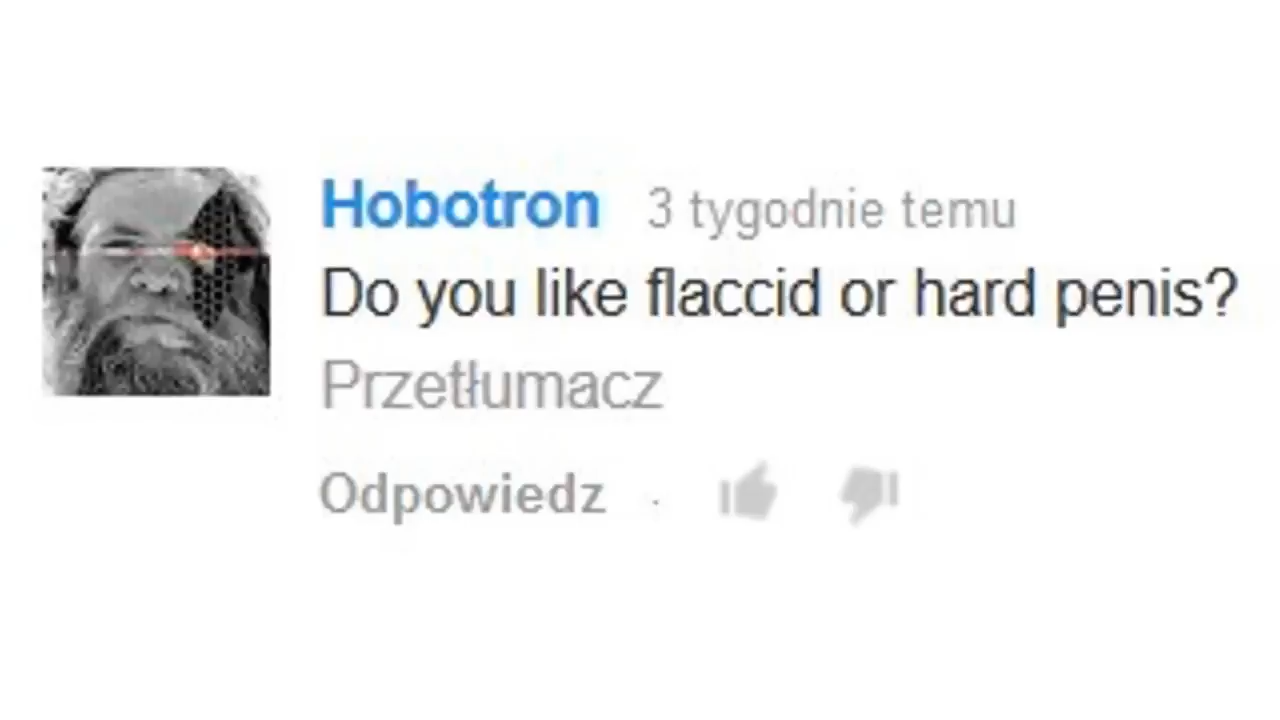 Hobotron 3 tygodnie temu
Do you like flaccid or hard penis?
Przetłumacz
Odpowiedz